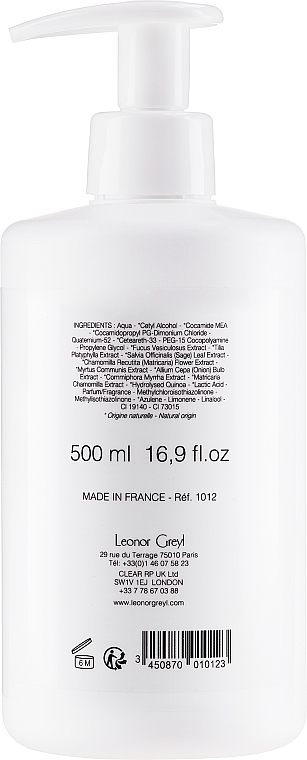 INGREDIENTS : Aqua - *Cetyl Alcohol - *Cocamide MEA
- *Cocamidopropyl PG-Dimonium Chloride -
Quaternium-52 - *Ceteareth-33 - PEG-15 Cocopolyamine
- Propylene Glycol - *Fucus Vesiculosus Extract - *Tilia
Platyphylla Extract - *Salvia Officinalis (Sage) Leaf Extract -
*Chamomilla Recutita (Matricaria) Flower Extract -
*Myrtus Communis Extract - *Allium Cepa (Onion) Bulb
Extract - *Commiphora Myrrha Extract - *Matricaria
Chamomilla Extract - *Hydrolysed Quinoa - *Lactic Acid -
Parfum/Fragrance - Methylchloroisothiazolinone -
Methylisothiazolinone - *Azulene - Limonene - Linalool -
CI 19140 - CI 73015
* Origine naturelle - Natural origin
500 ml 16,9 fl.oz
MADE IN FRANCE - Réf. 1012
Leonor Greyl
29 rue du Terrage 75010 Paris
Tél: +33(0)1 46 07 58 23
CLEAR RP UK Ltd
SW1V 1EJ LONDON
+33 7 78 67 03 88
www.leonorgreyl.com
6 M
3 450870 010123